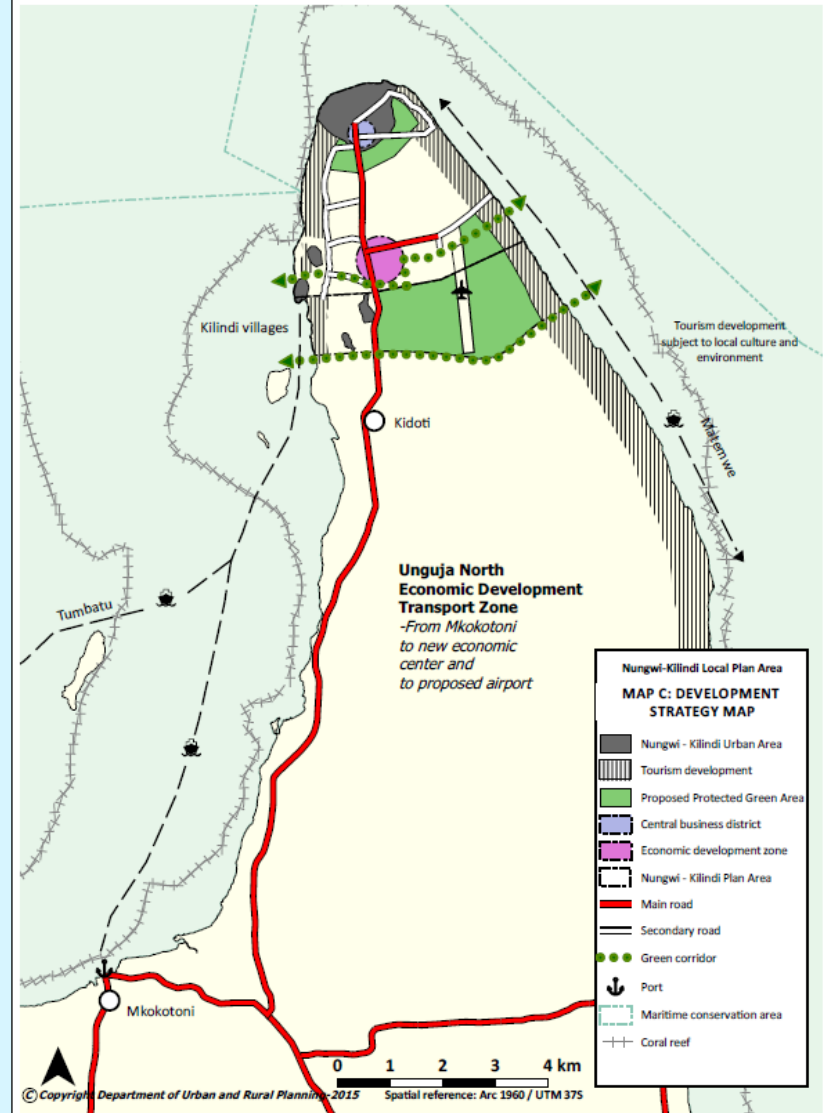 Kilindi villages
Tourism development
subject to local culture and
environment
Matemwe
Kidoti
Unguja North
Economic Development
Transport Zone
-From Mkokotoni
to new economic
center and
to proposed airport
Tumbatu
Mkokotoni
Nungwi-Kilindi Local Plan Area
MAP C: DEVELOPMENT
STRATEGY MAP
Nungwi - Kilindi Urban Area
Tourism development
Proposed Protected Green Area
Central business district
Economic development zone
Nungwi - Kilindi Plan Area
Main road
Secondary road
Green corridor
Port
Maritime conservation area
Coral reef
0 1 2 3 4 km
© Copyright Department of Urban and Rural Planning-2015 Spatial reference: Arc 1960 / UTM 37S